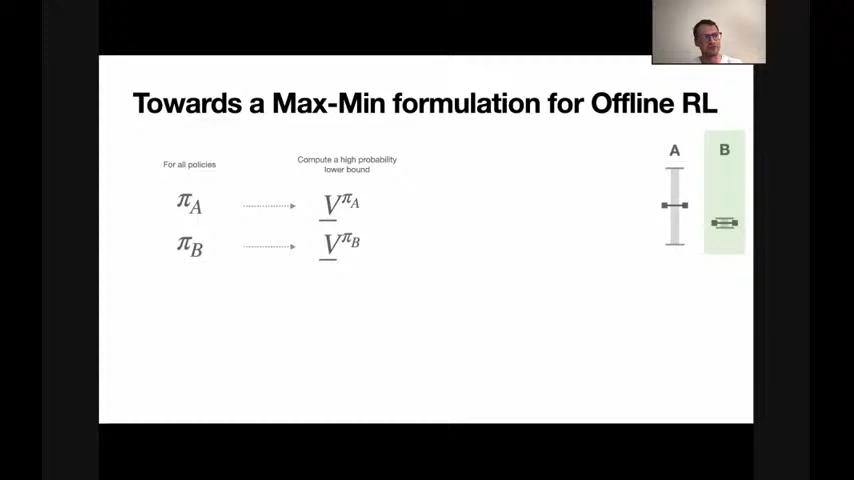 Towards a Max-Min formulation for Offline RL
For all policies
Compute a high probability
lower bound
A
B
π_A
V^{π_A}
π_B
V^{π_B}